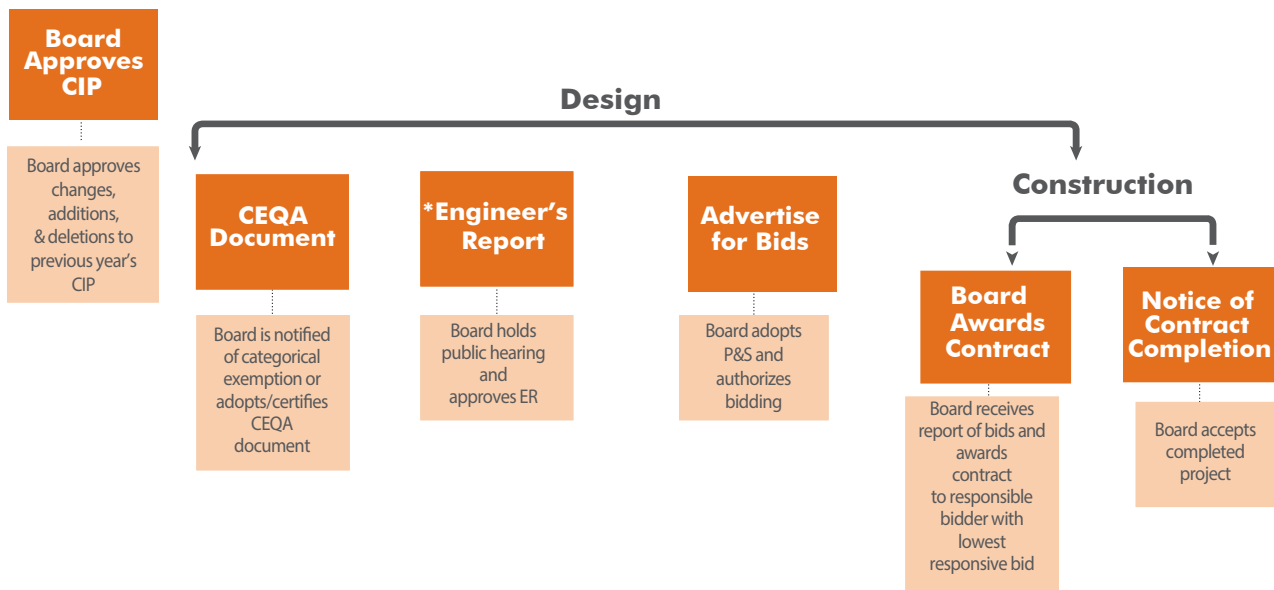 Board
Approves
CIP
Board approves
changes,
additions,
& deletions to
previous year's
CIP
Design
CEQA
Document
Board is notified
of categorical
exemption or
adopts/certifies
CEQA
document
*Engineer's
Report
Board holds
public hearing
and
approves ER
Advertise
for Bids
Board adopts
P&S and
authorizes
bidding
Construction
Board
Awards
Contract
Board receives
report of bids and
awards
contract
to responsible
bidder with
lowest
responsive bid
Notice of
Contract
Completion
Board accepts
completed
project